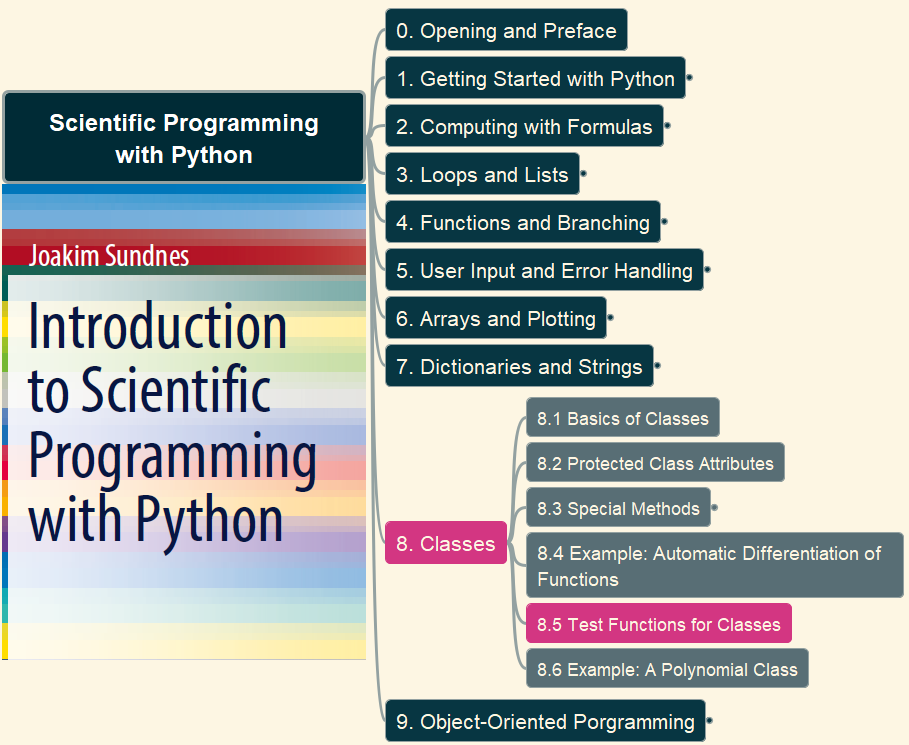 Scientific Programming
with Python
Joakim Sundnes
Introduction
to Scientific
Programming
with Python
0. Opening and Preface
1. Getting Started with Python
2. Computing with Formulas
3. Loops and Lists
4. Functions and Branching
5. User Input and Error Handling
6. Arrays and Plotting
7. Dictionaries and Strings
8. Classes
8.1 Basics of Classes
8.2 Protected Class Attributes
8.3 Special Methods
8.4 Example: Automatic Differentiation of
Functions
8.5 Test Functions for Classes
8.6 Example: A Polynomial Class
9. Object-Oriented Porgramming